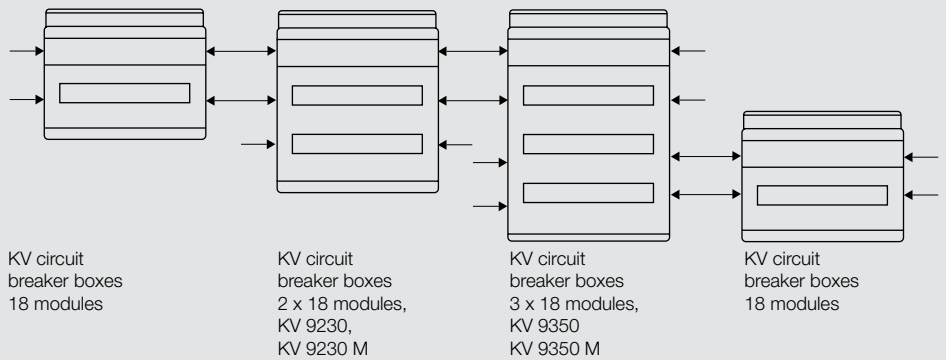 KV circuit
breaker boxes
18 modules
KV circuit
breaker boxes
2 x 18 modules,
KV 9230,
KV 9230 M
KV circuit
breaker boxes
3 x 18 modules,
KV 9350
KV 9350 M
KV circuit
breaker boxes
18 modules